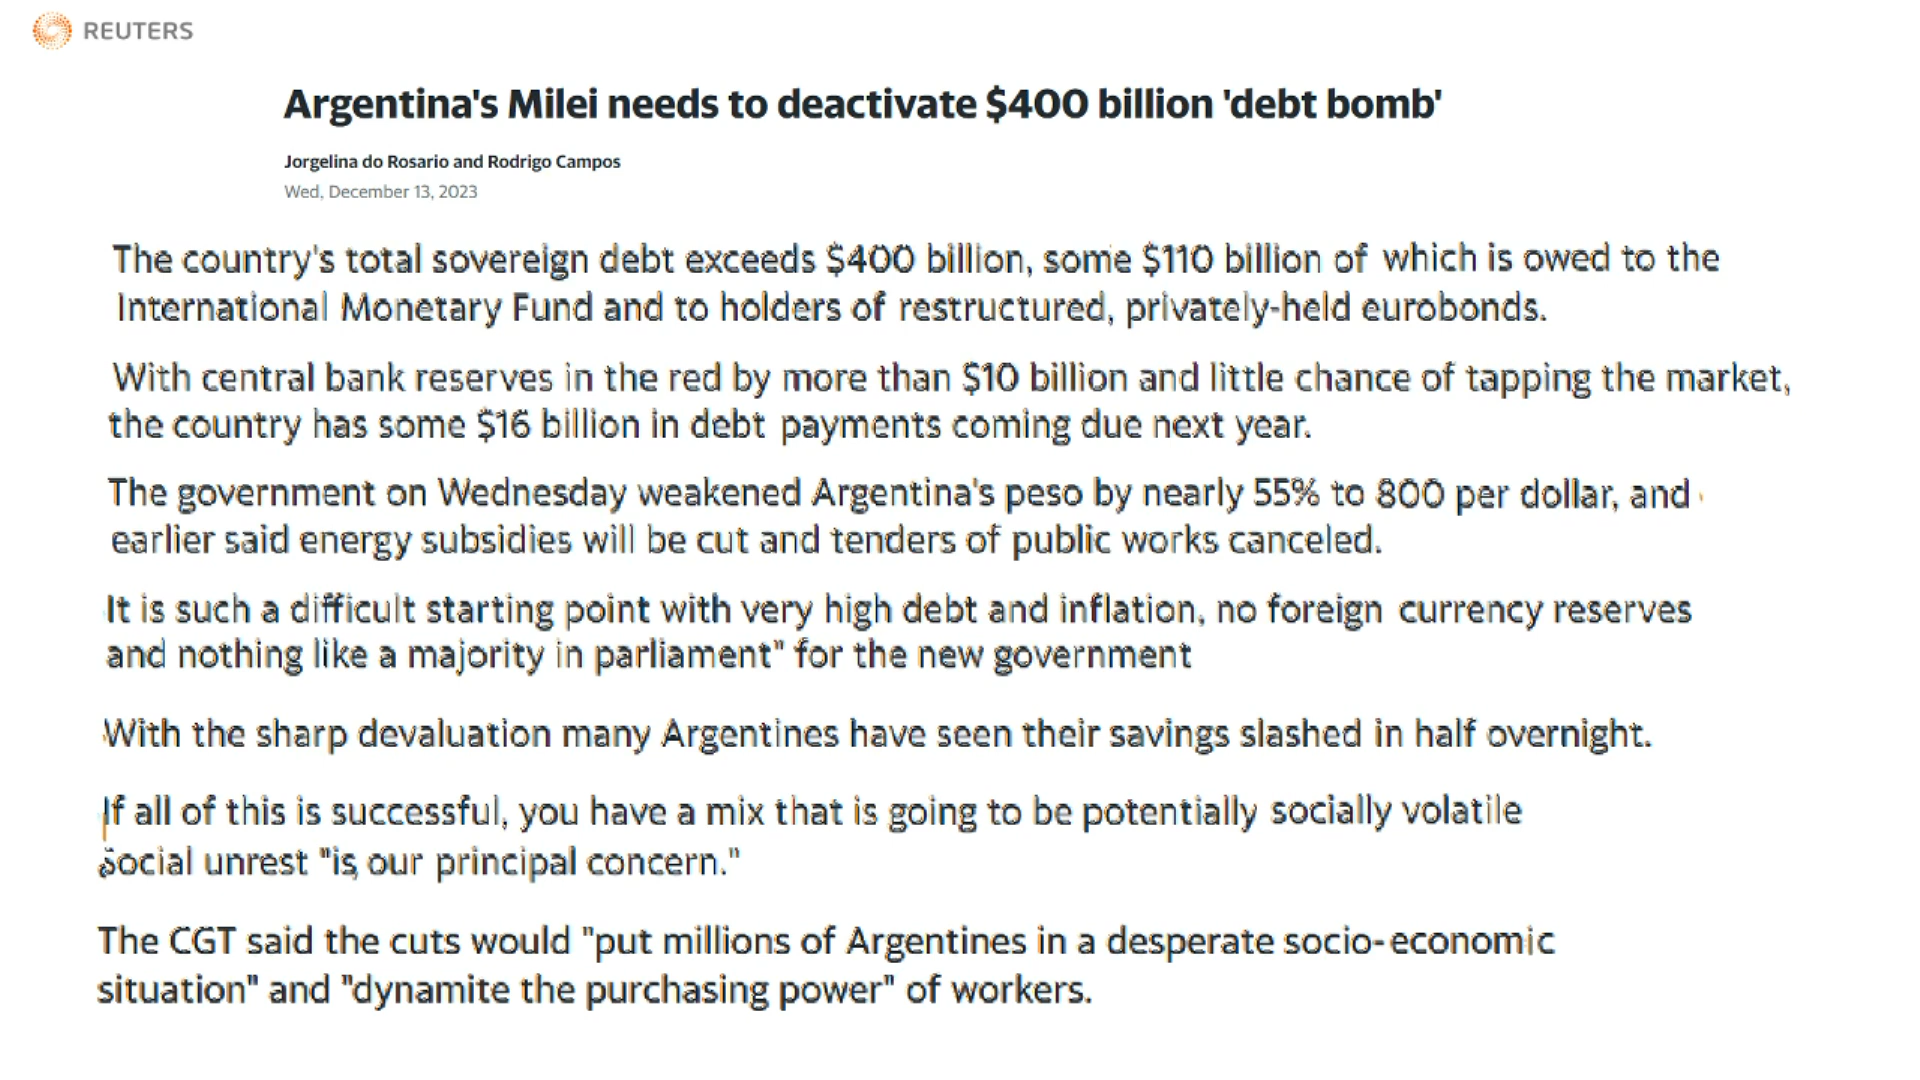 REUTERS
Argentina's Milei needs to deactivate $400 billion 'debt bomb'
Jorgelina do Rosario and Rodrigo Campos
Wed, December 13, 2023
The country's total sovereign debt exceeds $400 billion, some $110 billion of which is owed to the
International Monetary Fund and to holders of restructured, privately-held eurobonds.
With central bank reserves in the red by more than $10 billion and little chance of tapping the market,
the country has some $16 billion in debt payments coming due next year.
The government on Wednesday weakened Argentina's peso by nearly 55% to 800 per dollar, and
earlier said energy subsidies will be cut and tenders of public works canceled.
It is such a difficult starting point with very high debt and inflation, no foreign currency reserves
and nothing like a majority in parliament" for the new government
With the sharp devaluation many Argentines have seen their savings slashed in half overnight.
If all of this is successful, you have a mix that is going to be potentially socially volatile
Social unrest "is our principal concern."
The CGT said the cuts would "put millions of Argentines in a desperate socio-economic
situation" and "dynamite the purchasing power" of workers.